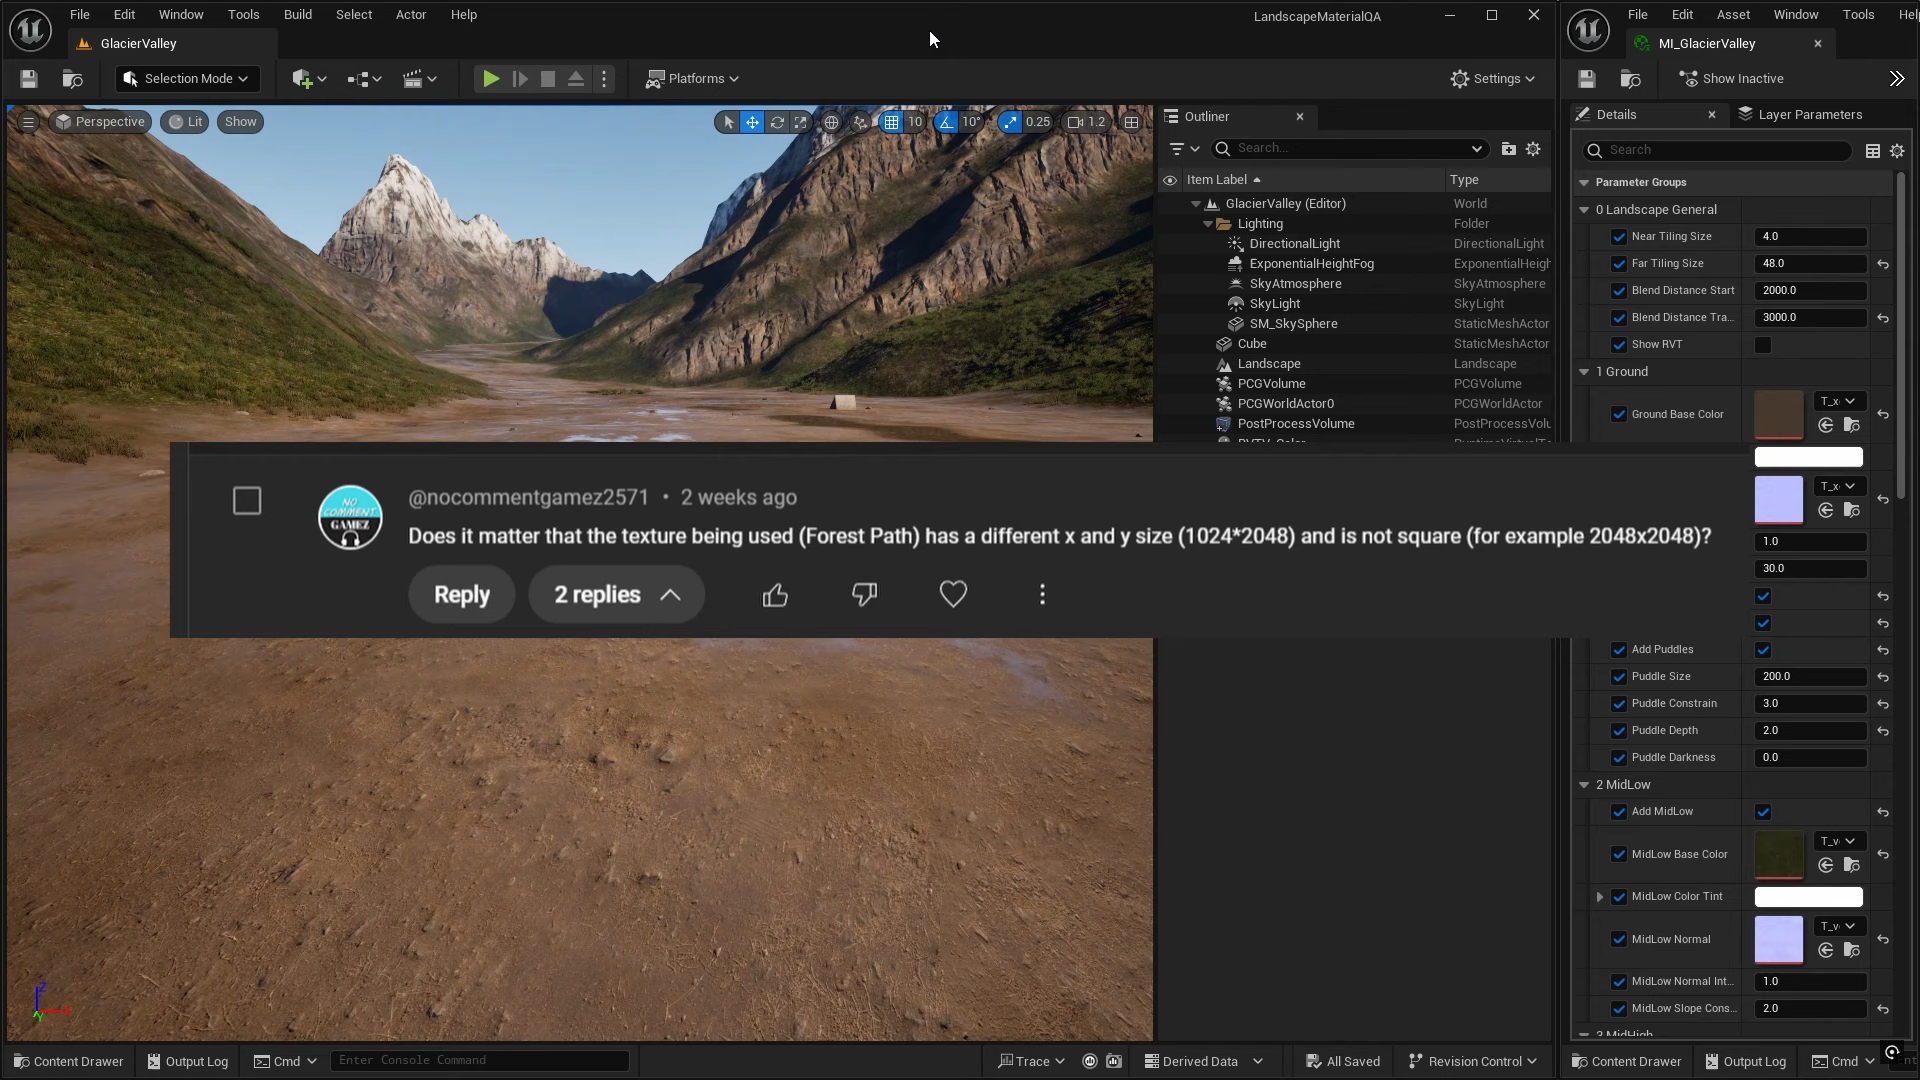 File Edit Window Tools Build Select Actor Help
LandscapeMaterialQA
File Edit Asset Window Tools
GlacierValley
MI_GlacierValley
Selection Mode
Platforms
Settings
Show Inactive
Perspective Lit Show
10 10° 0.25 1.2
Outliner
Details
Layer Parameters
Search...
Search
Item Label
Type
Parameter Groups
GlacierValley (Editor) World
0 Landscape General
Lighting Folder
Near Tiling Size 4.0
DirectionalLight DirectionalLight
ExponentialHeightFog ExponentialHeigh
Far Tiling Size 48.0
SkyAtmosphere SkyAtmosphere
Blend Distance Start 2000.0
SkyLight SkyLight
SM_SkySphere StaticMeshActor
Blend Distance Tra... 3000.0
Cube StaticMeshActor
Show RVT
Landscape Landscape
1 Ground
PCGVolume PCGVolume
PCGWorldActor0 PCGWorldActor
Ground Base Color
PostProcessVolume PostProcessVolu
@nocommentgamez2571 • 2 weeks ago
NO COMMENT GAMEZ
Does it matter that the texture being used (Forest Path) has a different x and y size (1024*2048) and is not square (for example 2048x2048)?
Reply
2 replies
1.0
30.0
Add Puddles
Puddle Size 200.0
Puddle Constrain 3.0
Puddle Depth 2.0
Puddle Darkness 0.0
2 MidLow
Add MidLow
MidLow Base Color
MidLow Color Tint
MidLow Normal
MidLow Normal Int... 1.0
MidLow Slope Cons... 2.0
3 MidHigh
Z
Content Drawer Output Log Cmd Enter Console Command
Trace Derived Data All Saved Revision Control
Content Drawer Output Log Cmd